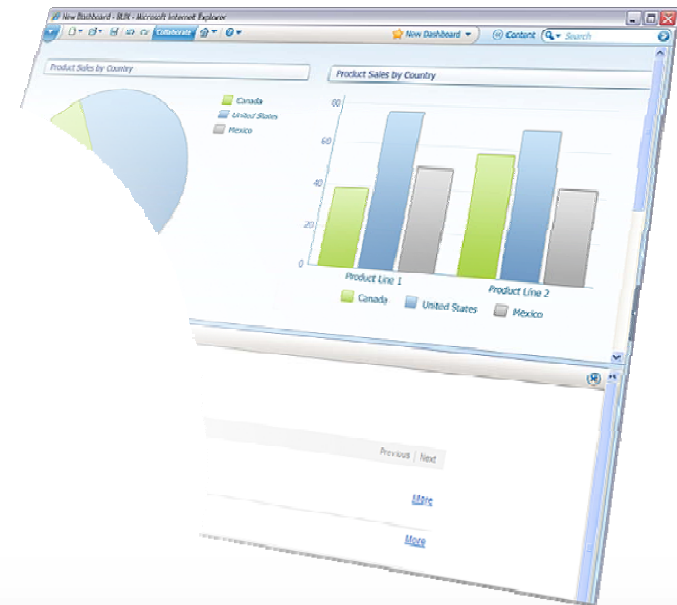 New Dashboard - BUX - Microsoft Internet Explorer
Collaborate
New Dashboard
Content
Search
Product Sales by Country
Canada
United States
Mexico
Product Sales by Country
80
60
40
20
0
Product Line 1
Product Line 2
Canada
United States
Mexico
Previous | Next
More
More